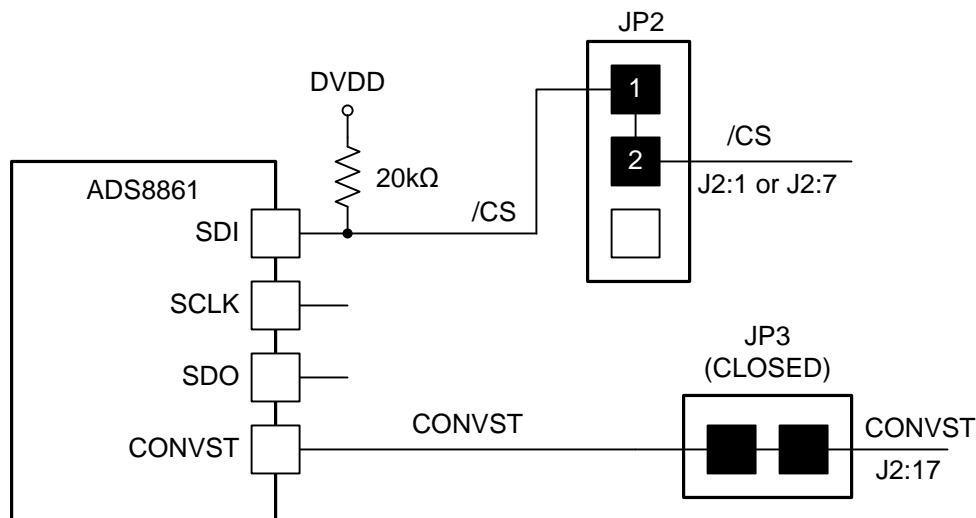 JP2
DVDD
1
20kΩ
2
/CS
J2:1 or J2:7
ADS8861
/CS
SDI
SCLK
JP3
(CLOSED)
SDO
CONVST
CONVST
CONVST
J2:17